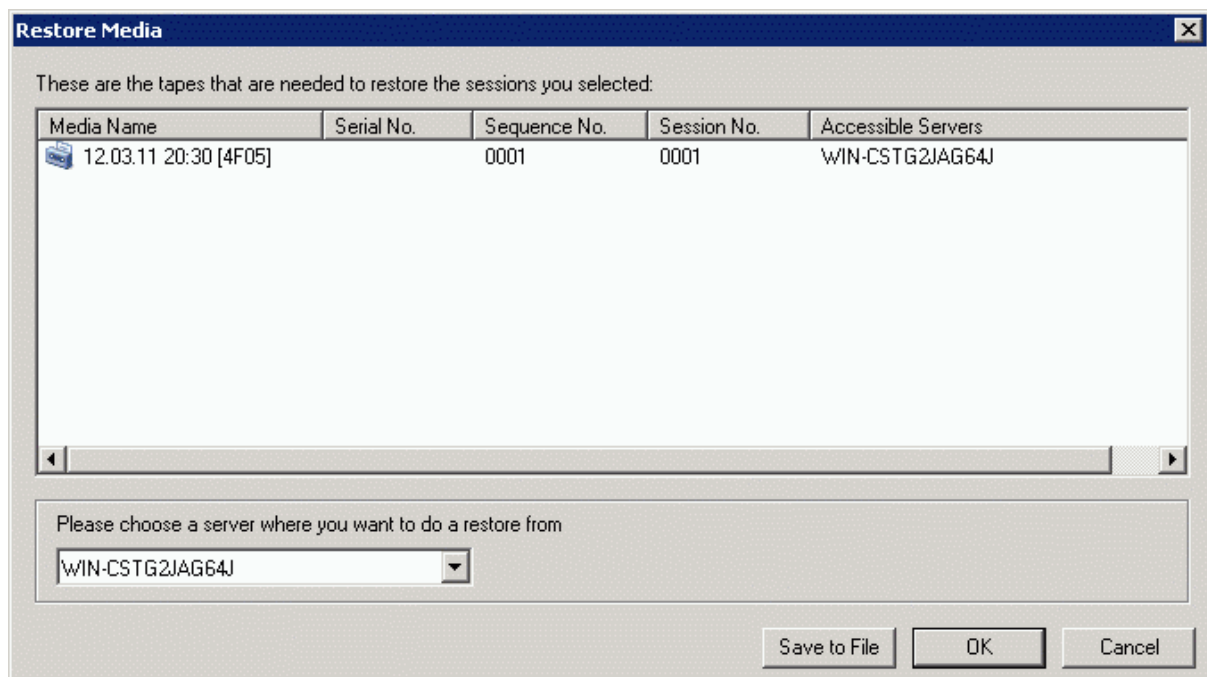 Restore Media
These are the tapes that are needed to restore the sessions you selected:
Media Name Serial No. Sequence No. Session No. Accessible Servers
12.03.11 20:30 [4F05] 0001 0001 WIN-CSTG2JAG64J
Please choose a server where you want to do a restore from
WIN-CSTG2JAG64J
Save to File OK Cancel